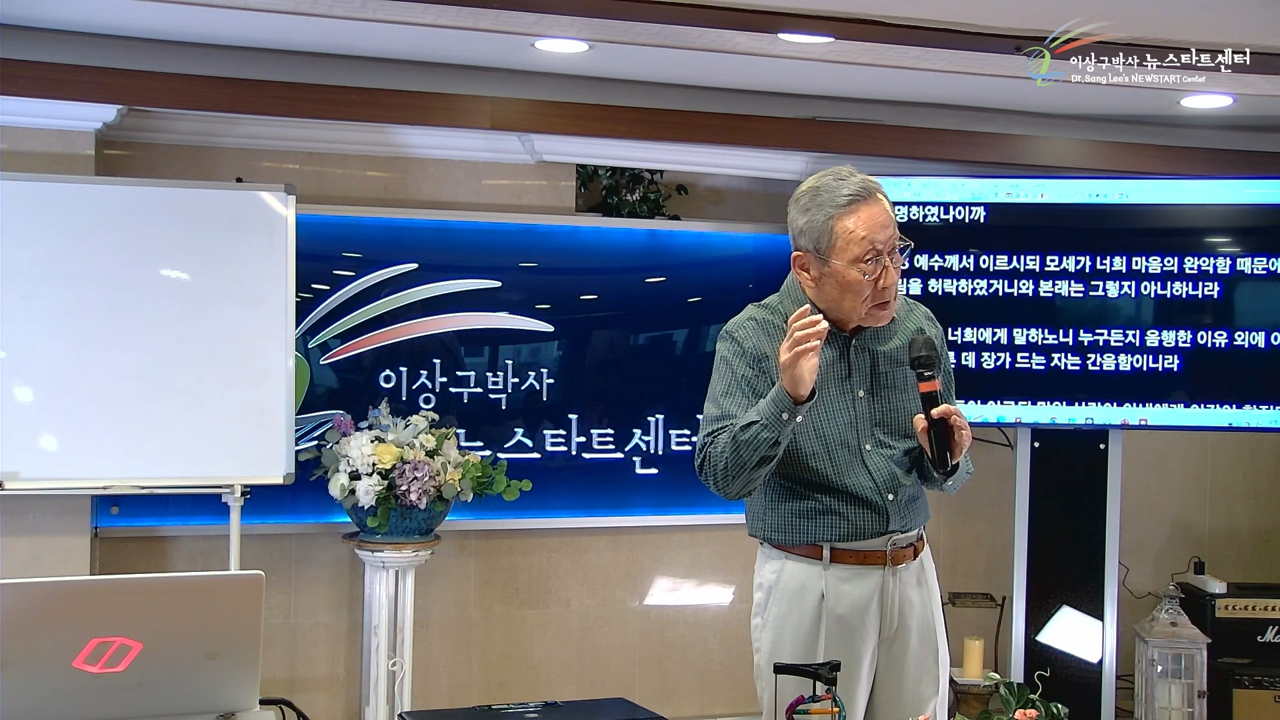 이상구박사 뉴스타트센터
Dr. Sang Lee's NEWSTART Center
명하였나이까
예수께서 이르시되 모세가 너희 마음의 완악함 때문에
림을 허락하였거니와 본래는 그렇지 아니하니라
너희에게 말하노니 누구든지 음행한 이유 외에 아
데 장가 드는 자는 간음함이니라
이상구박사
뉴스타트센터